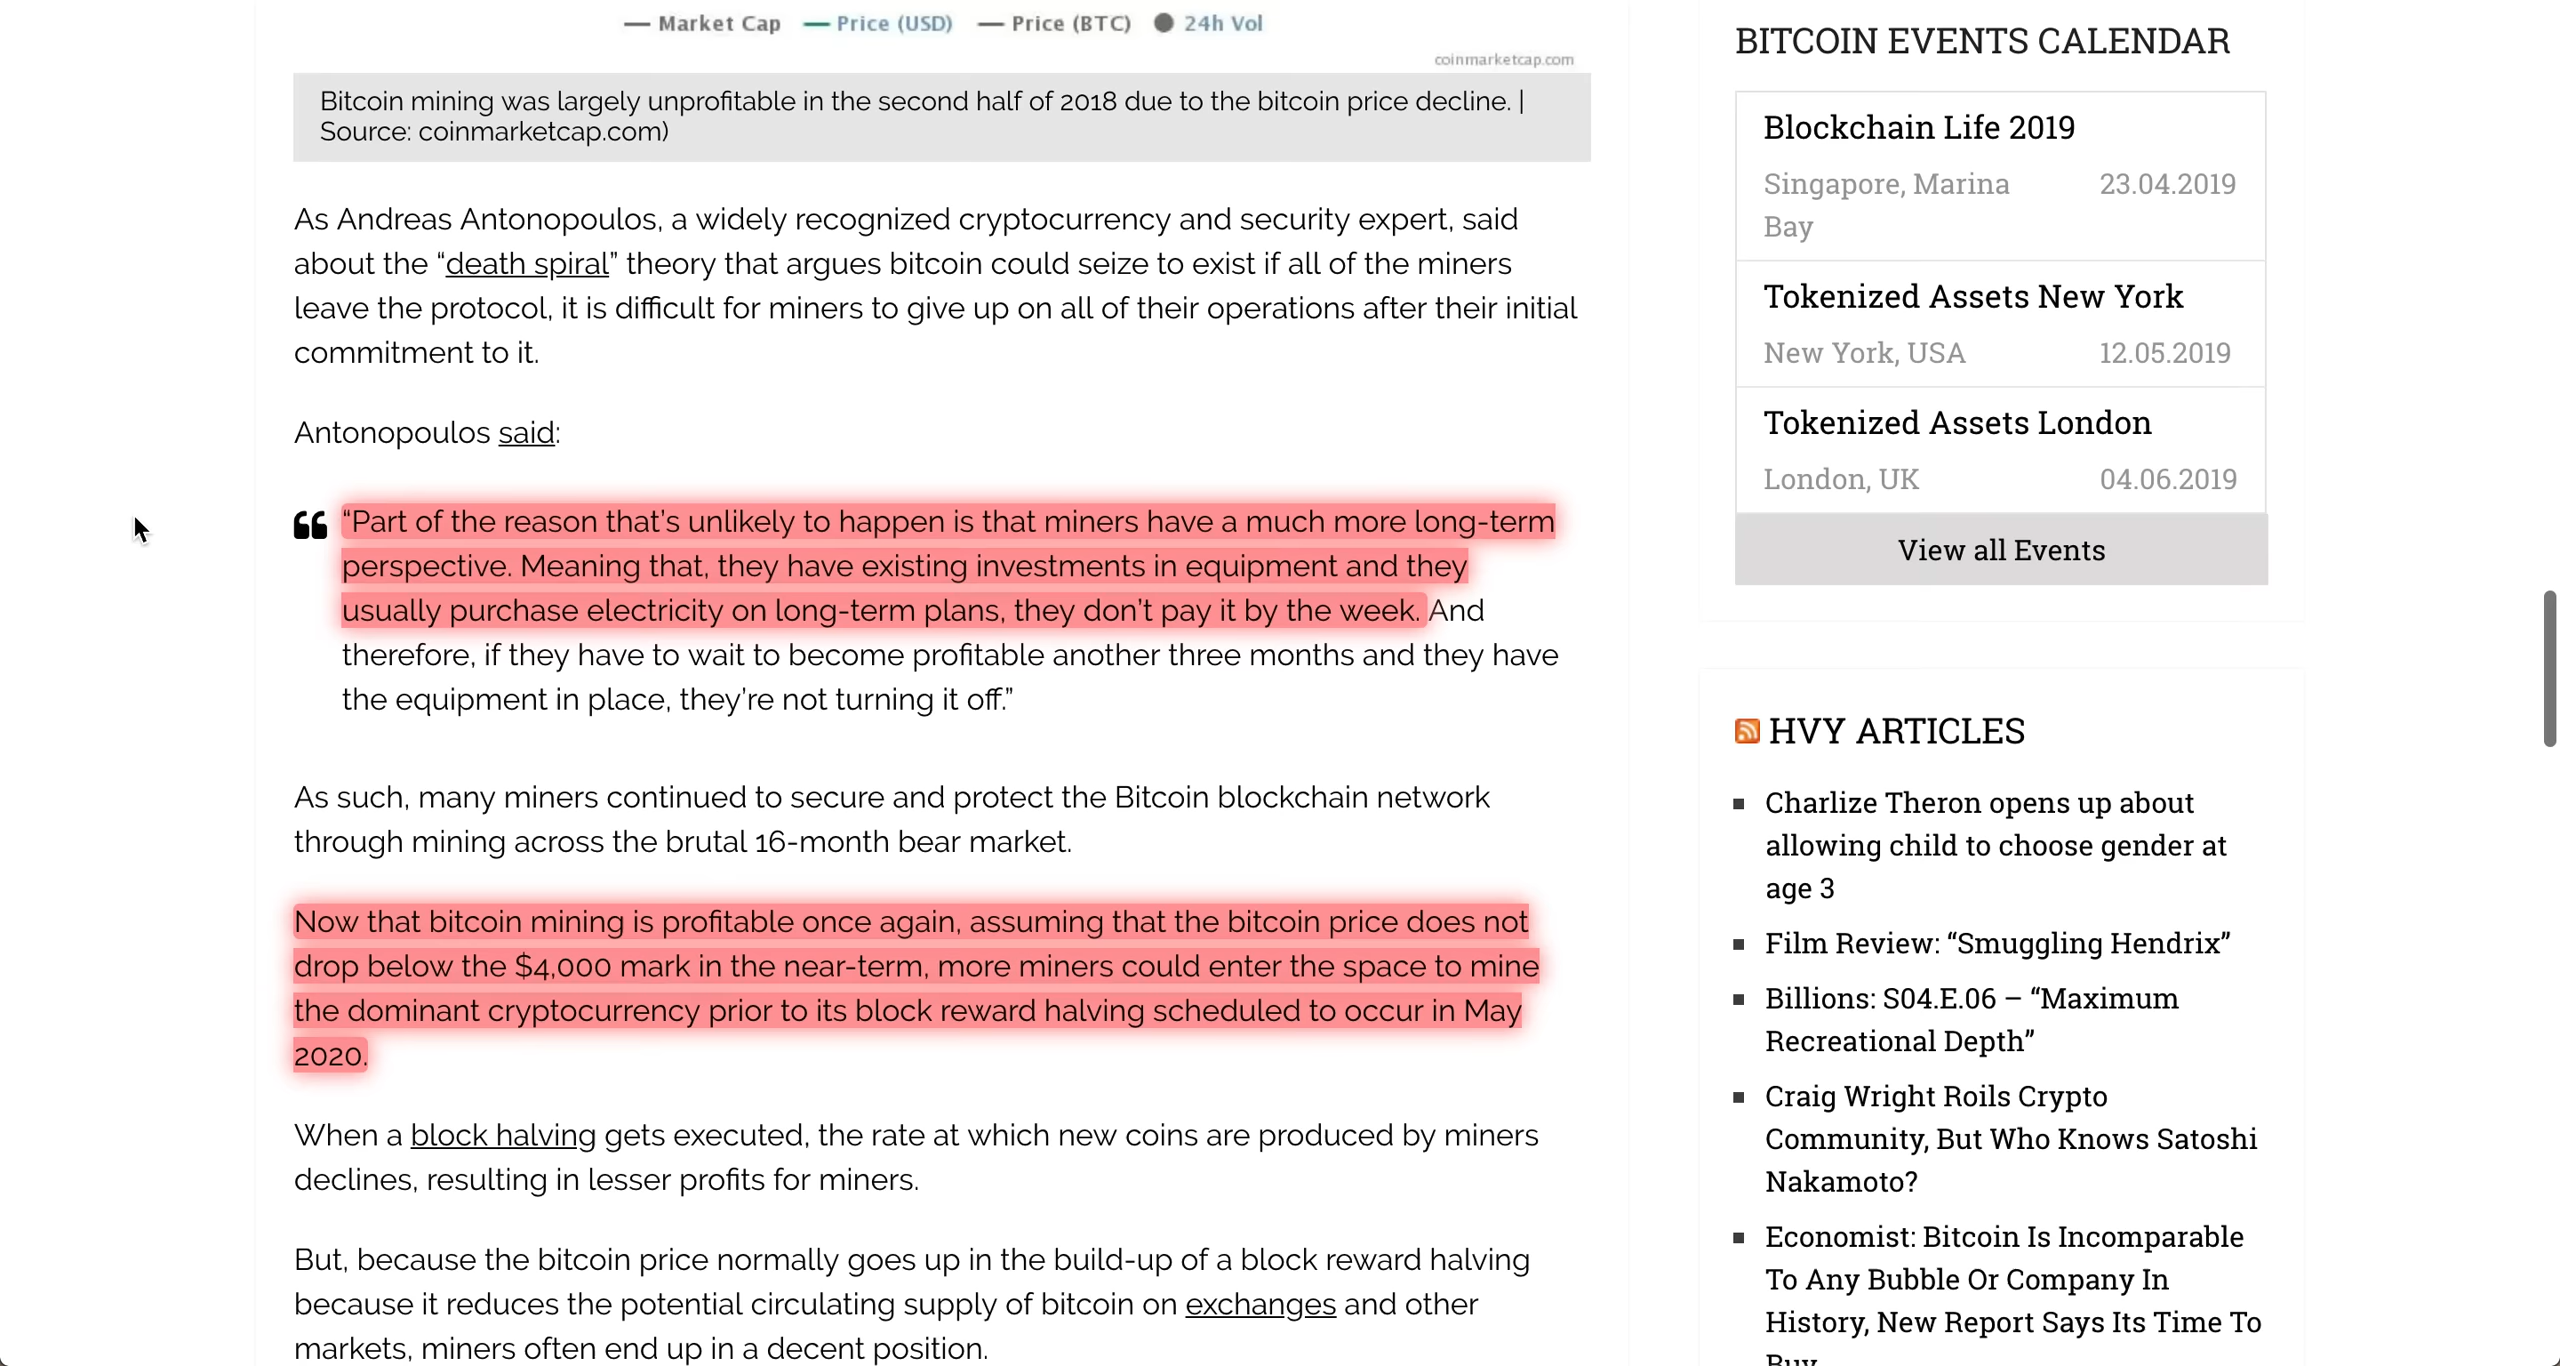 Market Cap Price (USD) Price (BTC) 24h Vol
coinmarketcap.com
Bitcoin mining was largely unprofitable in the second half of 2018 due to the bitcoin price decline. |
Source: coinmarketcap.com)
As Andreas Antonopoulos, a widely recognized cryptocurrency and security expert, said
about the “death spiral” theory that argues bitcoin could seize to exist if all of the miners
leave the protocol, it is difficult for miners to give up on all of their operations after their initial
commitment to it.
Antonopoulos said:
“Part of the reason that’s unlikely to happen is that miners have a much more long-term
perspective. Meaning that, they have existing investments in equipment and they
usually purchase electricity on long-term plans, they don’t pay it by the week. And
therefore, if they have to wait to become profitable another three months and they have
the equipment in place, they’re not turning it off.”
As such, many miners continued to secure and protect the Bitcoin blockchain network
through mining across the brutal 16-month bear market.
Now that bitcoin mining is profitable once again, assuming that the bitcoin price does not
drop below the $4,000 mark in the near-term, more miners could enter the space to mine
the dominant cryptocurrency prior to its block reward halving scheduled to occur in May
2020.
When a block halving gets executed, the rate at which new coins are produced by miners
declines, resulting in lesser profits for miners.
But, because the bitcoin price normally goes up in the build-up of a block reward halving
because it reduces the potential circulating supply of bitcoin on exchanges and other
markets, miners often end up in a decent position.
BITCOIN EVENTS CALENDAR
Blockchain Life 2019
Singapore, Marina 23.04.2019
Bay
Tokenized Assets New York
New York, USA 12.05.2019
Tokenized Assets London
London, UK 04.06.2019
View all Events
HVY ARTICLES
Charlize Theron opens up about
allowing child to choose gender at
age 3
Film Review: “Smuggling Hendrix”
Billions: S04.E.06 – “Maximum
Recreational Depth”
Craig Wright Roils Crypto
Community, But Who Knows Satoshi
Nakamoto?
Economist: Bitcoin Is Incomparable
To Any Bubble Or Company In
History, New Report Says Its Time To
Buy